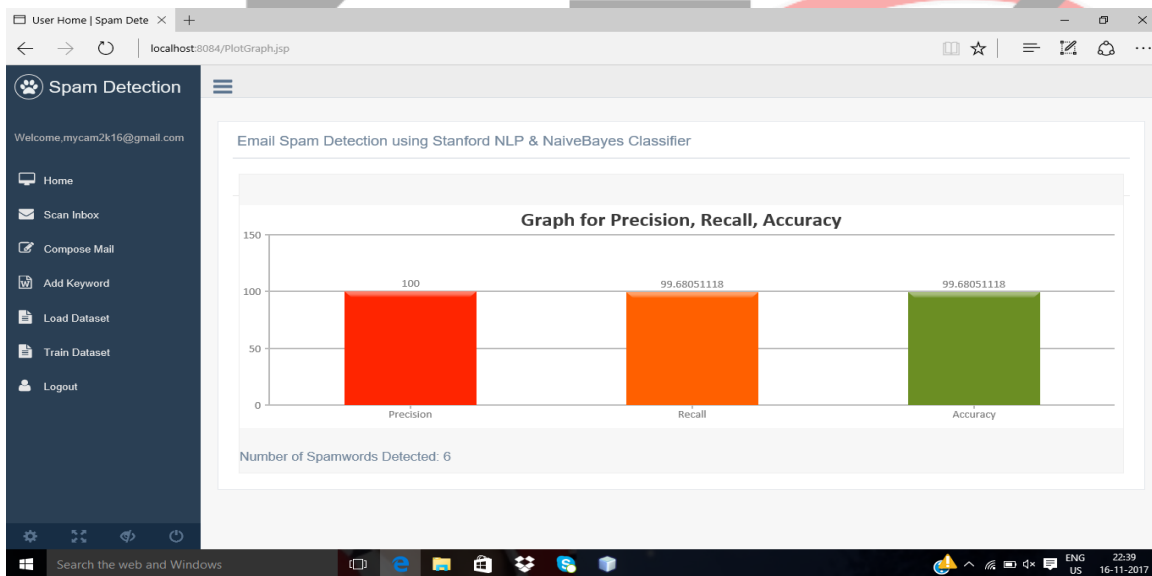 User Home | Spam Dete
localhost:8084/PlotGraph.jsp
Spam Detection
Welcome,mycam2k16@gmail.com
Home
Scan Inbox
Compose Mail
Add Keyword
Load Dataset
Train Dataset
Logout
Email Spam Detection using Stanford NLP & NaiveBayes Classifier
Graph for Precision, Recall, Accuracy
150
100
50
0
100
99.68051118
99.68051118
Precision
Recall
Accuracy
Number of Spamwords Detected: 6
Search the web and Windows
ENG
US
22:39
16-11-2017